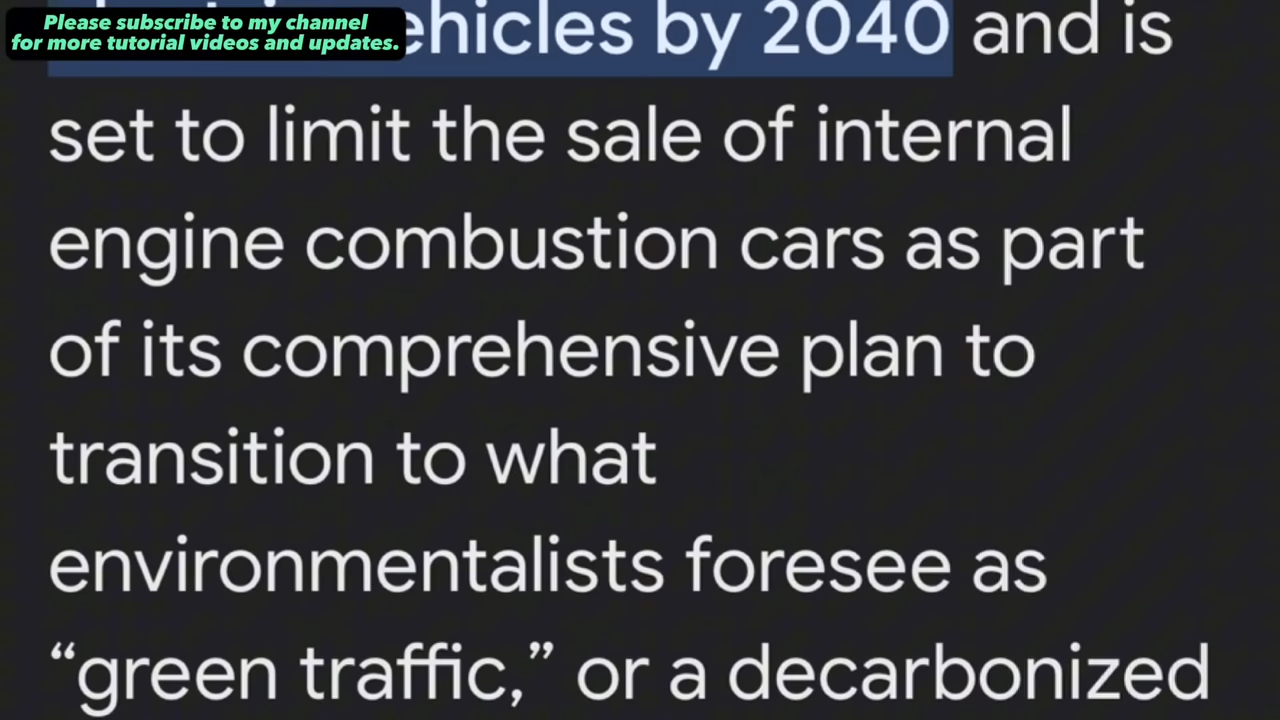 Please subscribe to my channel
for more tutorial videos and updates.
vehicles by 2040 and is
set to limit the sale of internal
engine combustion cars as part
of its comprehensive plan to
transition to what
environmentalists foresee as
“green traffic,” or a decarbonized